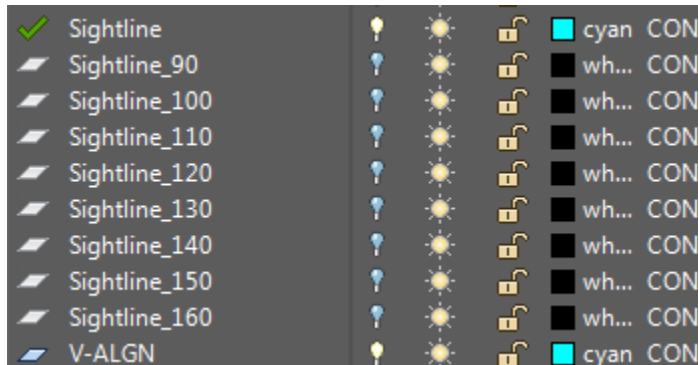 Sightline cyan CON
Sightline_90 wh... CON
Sightline_100 wh... CON
Sightline_110 wh... CON
Sightline_120 wh... CON
Sightline_130 wh... CON
Sightline_140 wh... CON
Sightline_150 wh... CON
Sightline_160 wh... CON
V-ALGN cyan CON